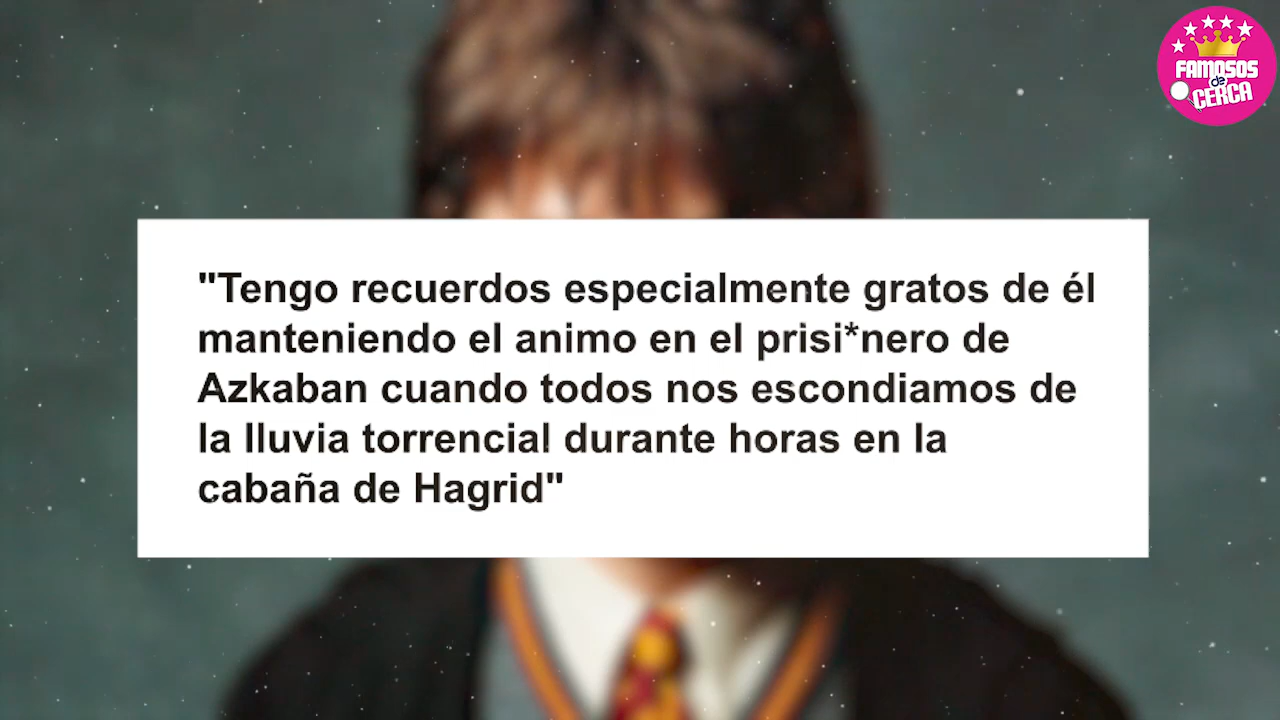 FAMOSOS
de
CERCA
"Tengo recuerdos especialmente gratos de él
manteniendo el animo en el prisi*nero de
Azkaban cuando todos nos escondiamos de
la lluvia torrencial durante horas en la
cabaña de Hagrid"